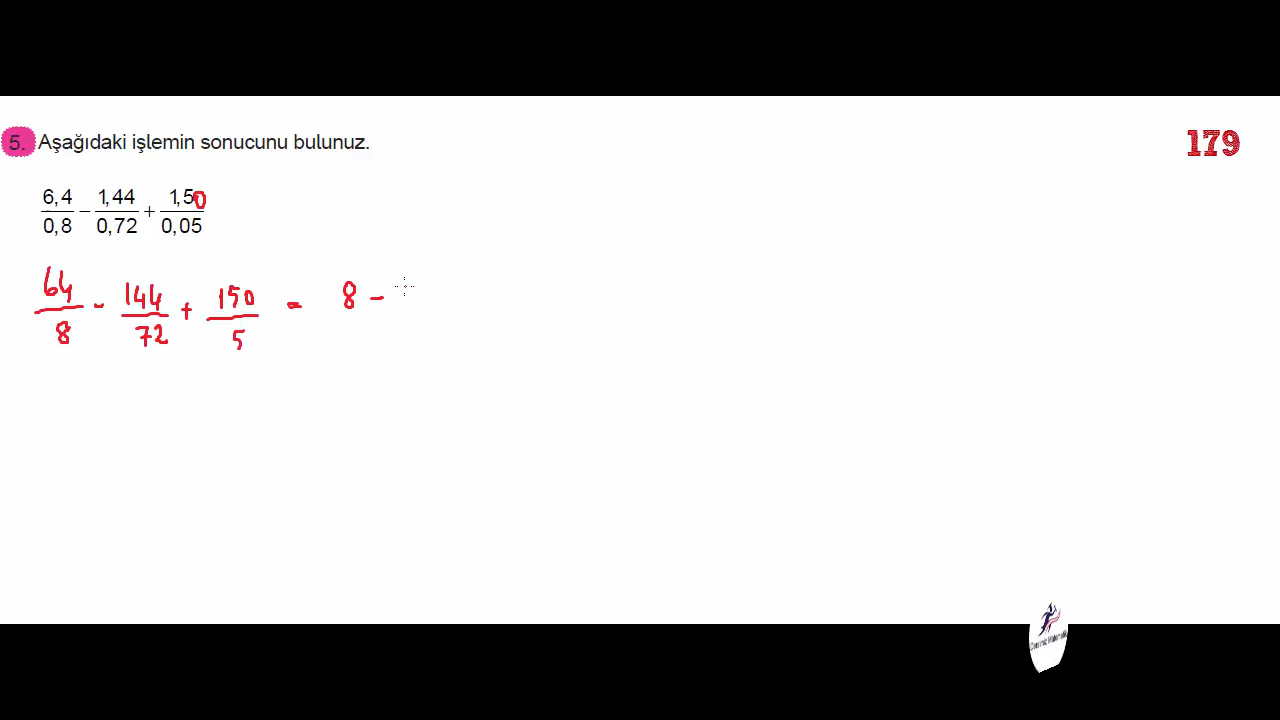 5. Aşağıdaki işlemin sonucunu bulunuz.
179
6,4/0,8 − 1,44/0,72 + 1,50/0,05
64/8 - 144/72 + 150/5 = 8 -